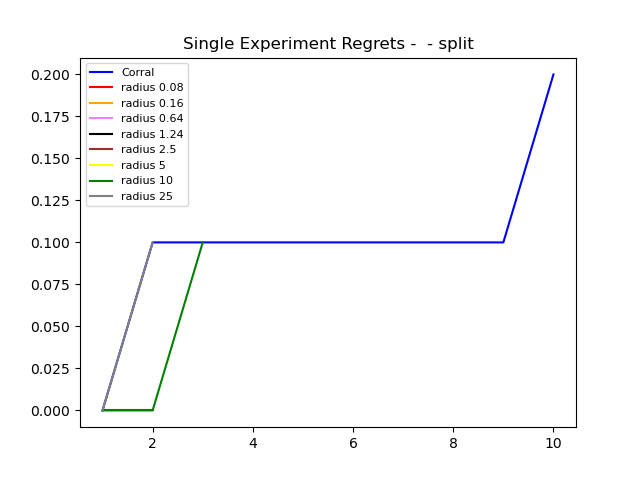 Single Experiment Regrets -  - split
0.200
0.175
0.150
0.125
0.100
0.075
0.050
0.025
0.000
Corral
radius 0.08
radius 0.16
radius 0.64
radius 1.24
radius 2.5
radius 5
radius 10
radius 25
2
4
6
8
10